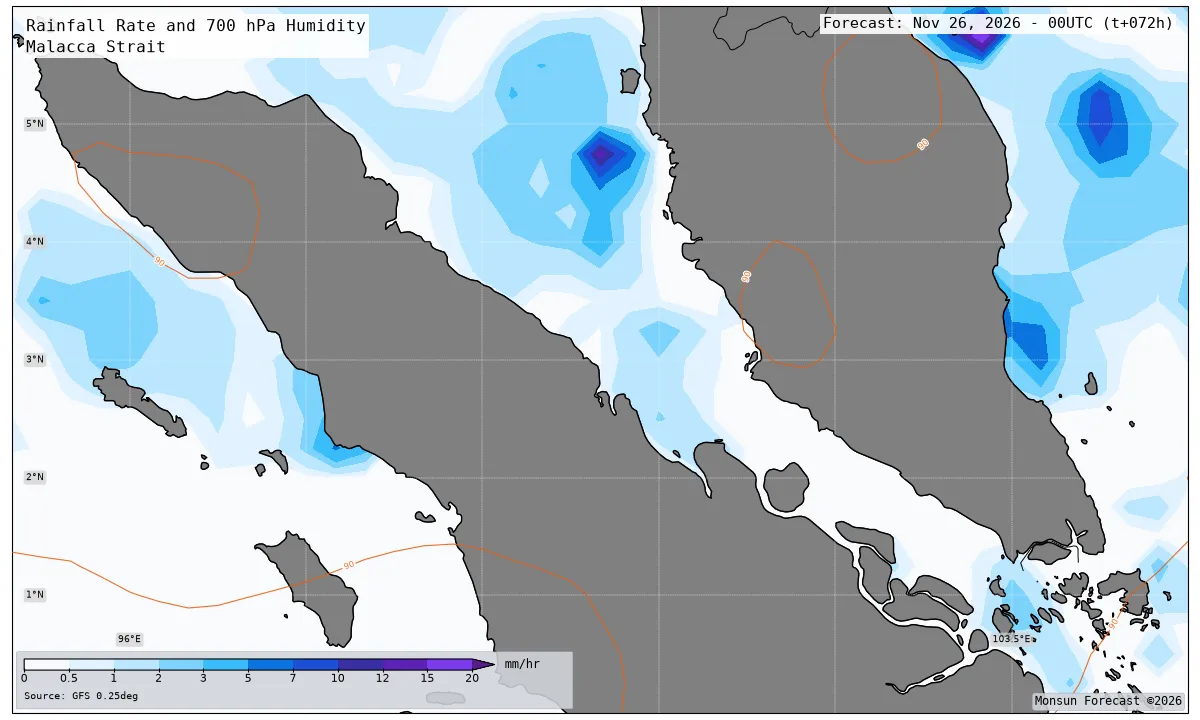 Rainfall Rate and 700 hPa Humidity
Malacca Strait
Forecast: Nov 26, 2026 - 00UTC (t+072h)
5°N
4°N
3°N
2°N
1°N
96°E
103.5°E
90
90
90
90
90
0 0.5 1 2 3 5 7 10 12 15 20 mm/hr
Source: GFS 0.25deg
Monsun Forecast ©2026